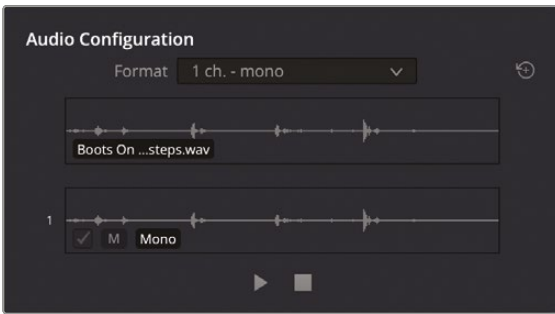 Audio Configuration
Format 1 ch. - mono
Boots On ...steps.wav
1
M Mono